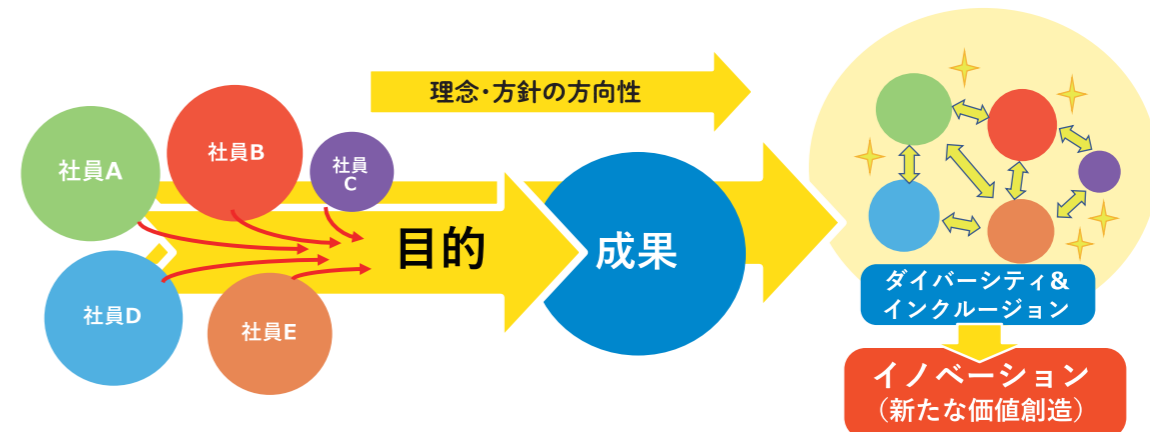 理念・方針の方向性
社員A
社員B
社員
C
社員D
社員E
目的
成果
ダイバーシティ&
インクルージョン
イノベーション
（新たな価値創造）